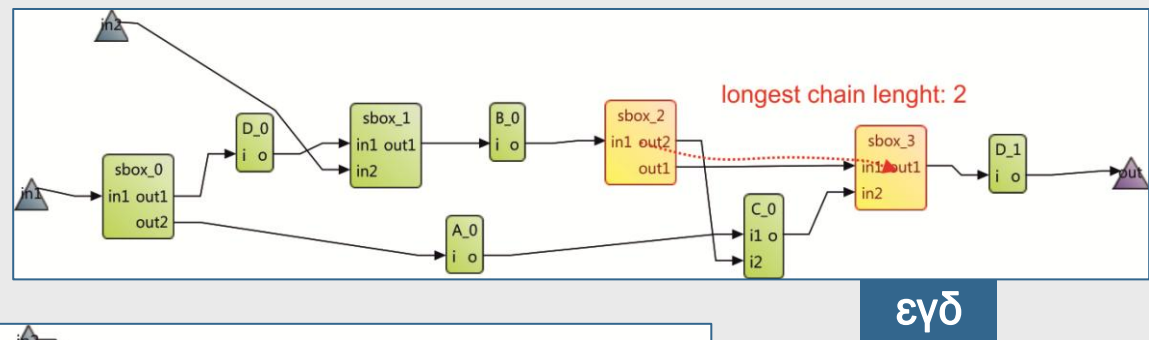 in2
longest chain lenght: 2
D_0
i o
sbox_1
in1 out1
in2
B_0
i o
sbox_2
in1 out2
out1
sbox_3
in1 out1
in2
D_1
i o
out
in1
sbox_0
in1 out1
out2
A_0
i o
C_0
i1 o
i2
εγδ